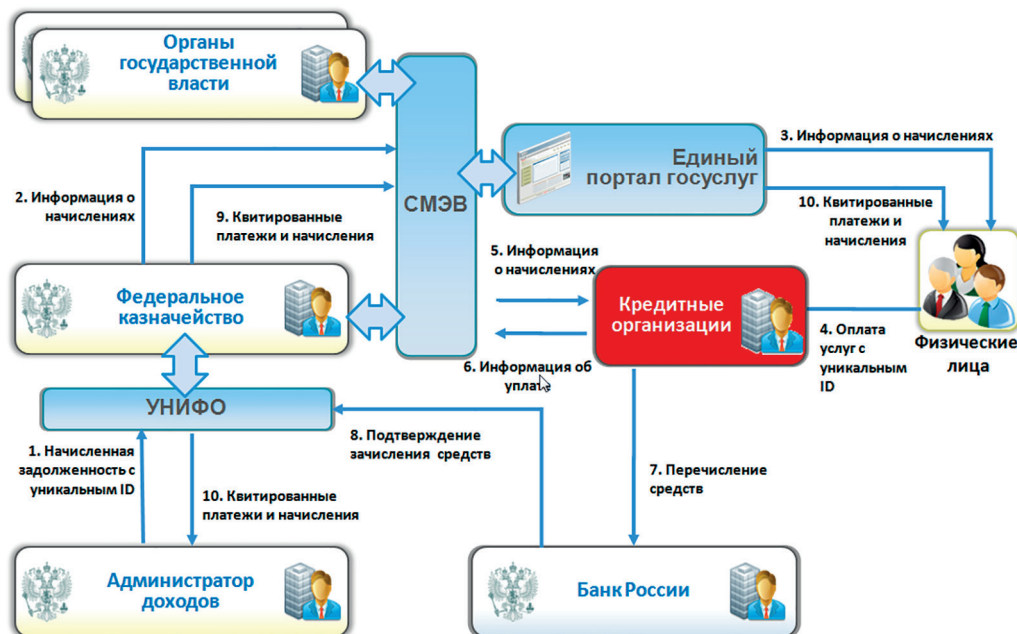 Органы
государственной
власти
СМЭВ
Единый
портал госуслуг
3. Информация о начислениях
10. Квитированные
платежи и
начисления
2. Информация о
начислениях
9. Квитированные
платежи и начисления
5. Информация
о начислениях
Федеральное
казначейство
Кредитные
организации
4. Оплата
услуг с
уникальным
ID
Физические
лица
6. Информация об
уплате
УНИФО
1. Начисленная
задолженность с
уникальным ID
8. Подтверждение
зачисления средств
7. Перечисление
средств
10. Квитированные
платежи и начисления
Администратор
доходов
Банк России